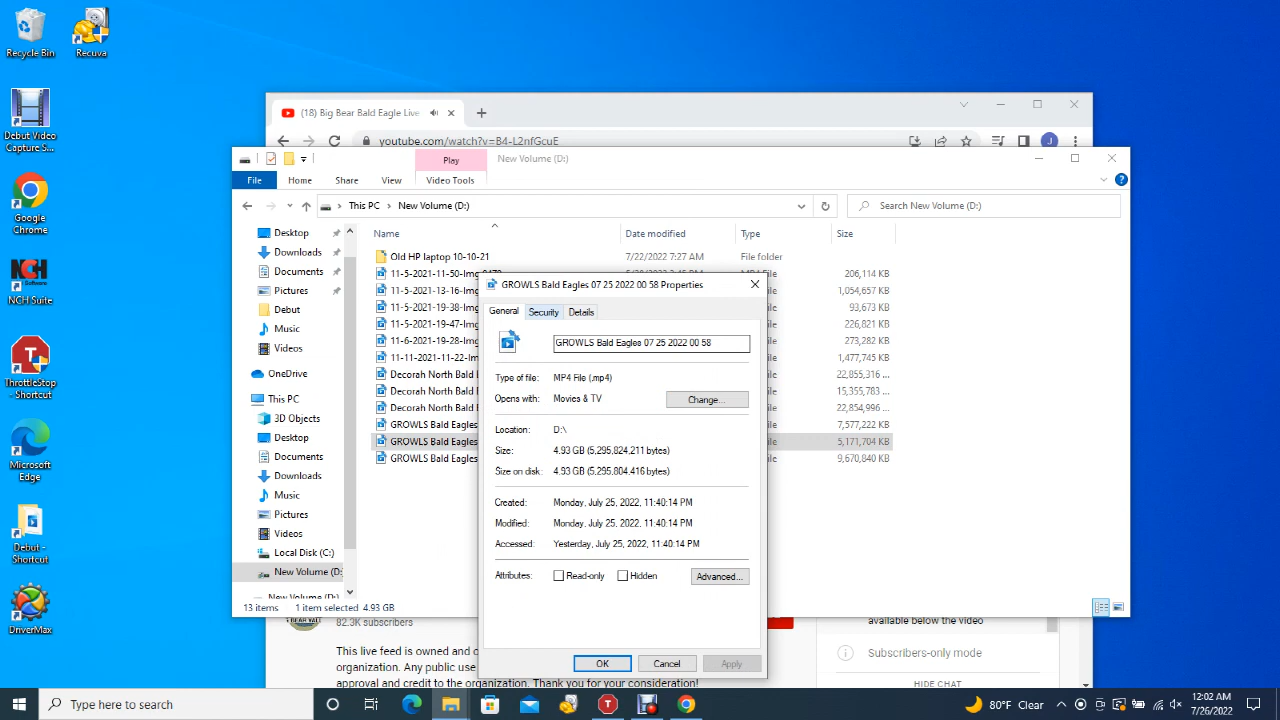 Recycle Bin
Recuva
Debut Video
Capture S...
Google
Chrome
NCH Suite
ThrottleStop
- Shortcut
Microsoft
Edge
Debut -
Shortcut
DriverMax
(18) Big Bear Bald Eagle Live
youtube.com/watch?v=B4-L2nfGcuE
J
Play
New Volume (D:)
File
Home
Share
View
Video Tools
This PC
New Volume (D:)
Search New Volume (D:)
Desktop
Downloads
Documents
Pictures
Debut
Music
Videos
OneDrive
This PC
3D Objects
Desktop
Documents
Downloads
Music
Pictures
Videos
Local Disk (C:)
New Volume (D:
New Volume (D:)
Name
Date modified
Type
Size
Old HP laptop 10-10-21
7/22/2022 7:27 AM
File folder
11-5-2021-11-50-Img
206,114 KB
11-5-2021-13-16-Img
1,054,657 KB
11-5-2021-19-38-Img
93,673 KB
11-5-2021-19-47-Img
226,821 KB
11-6-2021-19-28-Img
273,282 KB
11-11-2021-11-22-Im
1,477,745 KB
Decorah North Bald
22,855,316 ...
Decorah North Bald
15,355,783 ...
Decorah North Bald
22,854,996 ...
GROWLS Bald Eagles
7,577,222 KB
GROWLS Bald Eagles
5,171,704 KB
GROWLS Bald Eagles
9,670,840 KB
13 items
1 item selected 4.93 GB
GROWLS Bald Eagles 07 25 2022 00 58 Properties
General
Security
Details
GROWLS Bald Eagles 07 25 2022 00 58
Type of file: MP4 File (.mp4)
Opens with: Movies & TV
Change...
Location: D:\
Size: 4.93 GB (5,295,824,211 bytes)
Size on disk: 4.93 GB (5,295,804,416 bytes)
Created: Monday, July 25, 2022, 11:40:14 PM
Modified: Monday, July 25, 2022, 11:40:14 PM
Accessed: Yesterday, July 25, 2022, 11:40:14 PM
Attributes: Read-only
Hidden
Advanced...
OK
Cancel
Apply
82.3K subscribers
This live feed is owned and o
organization. Any public use
approval and credit to the organization. Thank you for your consideration!
available below the video
Subscribers-only mode
HIDE CHAT
Type here to search
80°F Clear
12:02 AM
7/26/2022